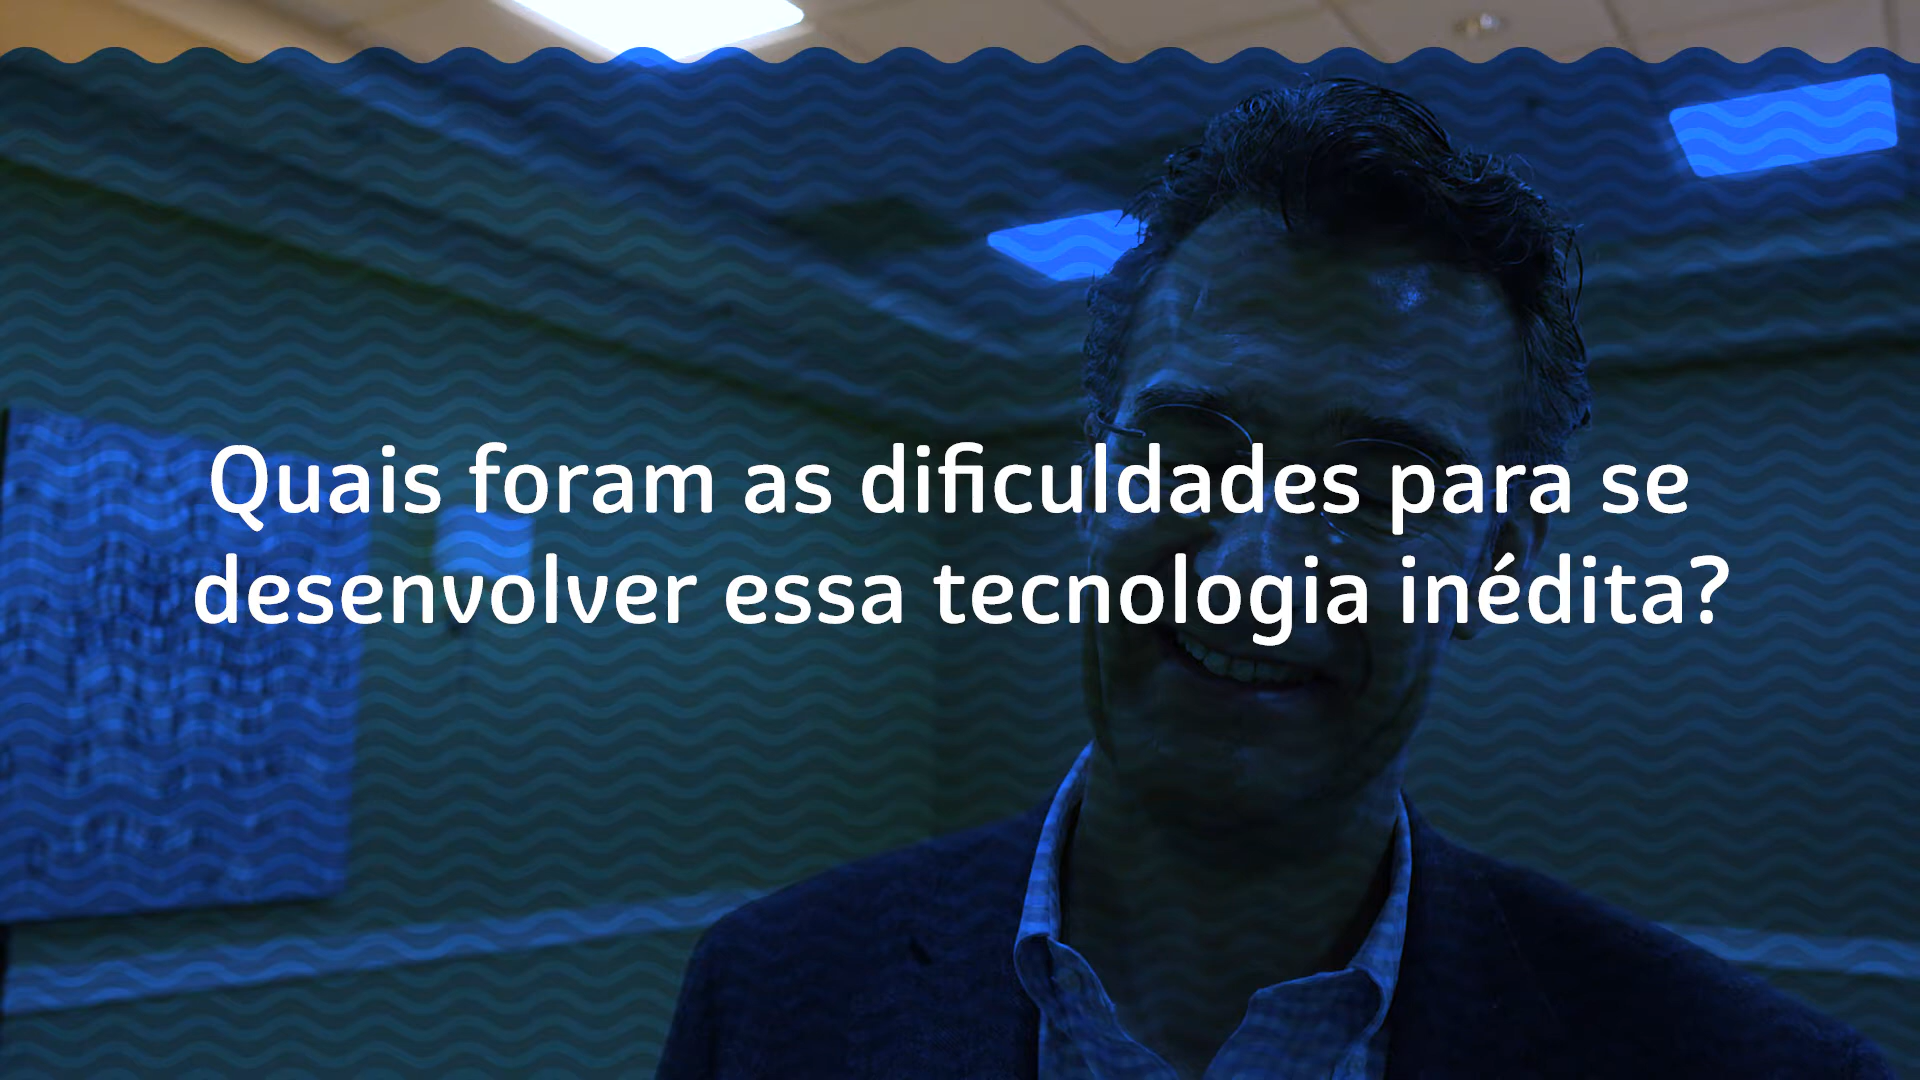 Quais foram as dificuldades para se
desenvolver essa tecnologia inédita?